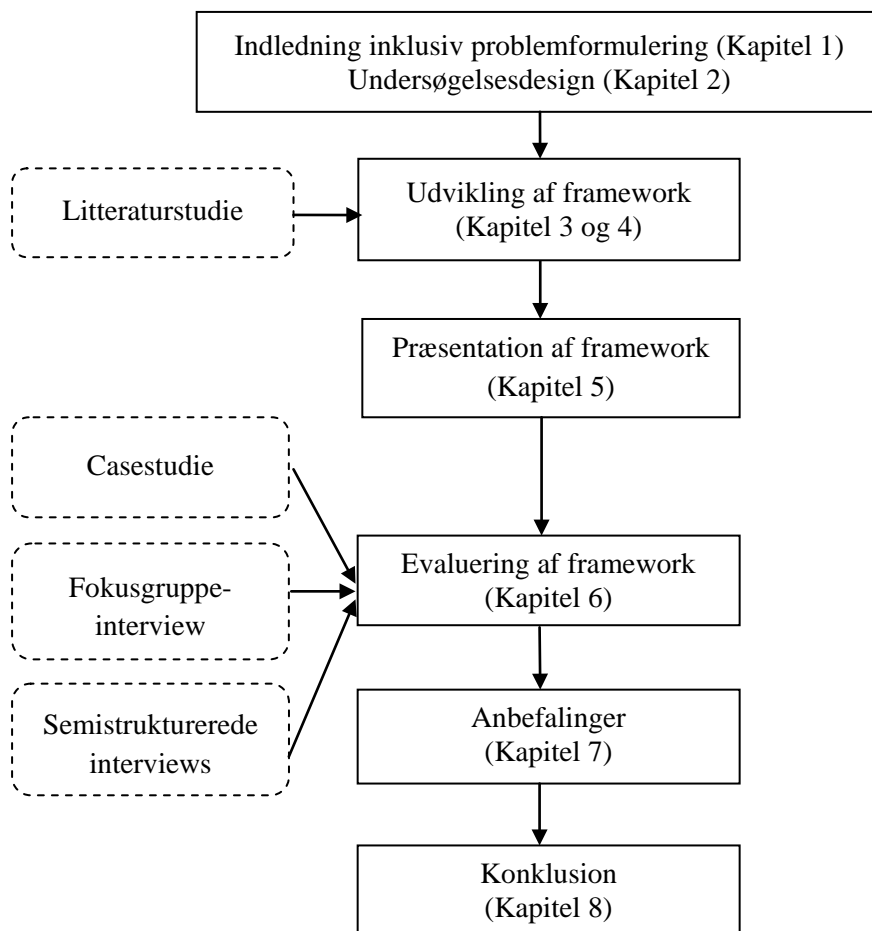 Indledning inklusiv problemformulering (Kapitel 1)
Undersøgelsesdesign (Kapitel 2)
Litteraturstudie
Udvikling af framework
(Kapitel 3 og 4)
Præsentation af framework
(Kapitel 5)
Casestudie
Fokusgruppe-
interview
Semistrukturerede
interviews
Evaluering af framework
(Kapitel 6)
Anbefalinger
(Kapitel 7)
Konklusion
(Kapitel 8)